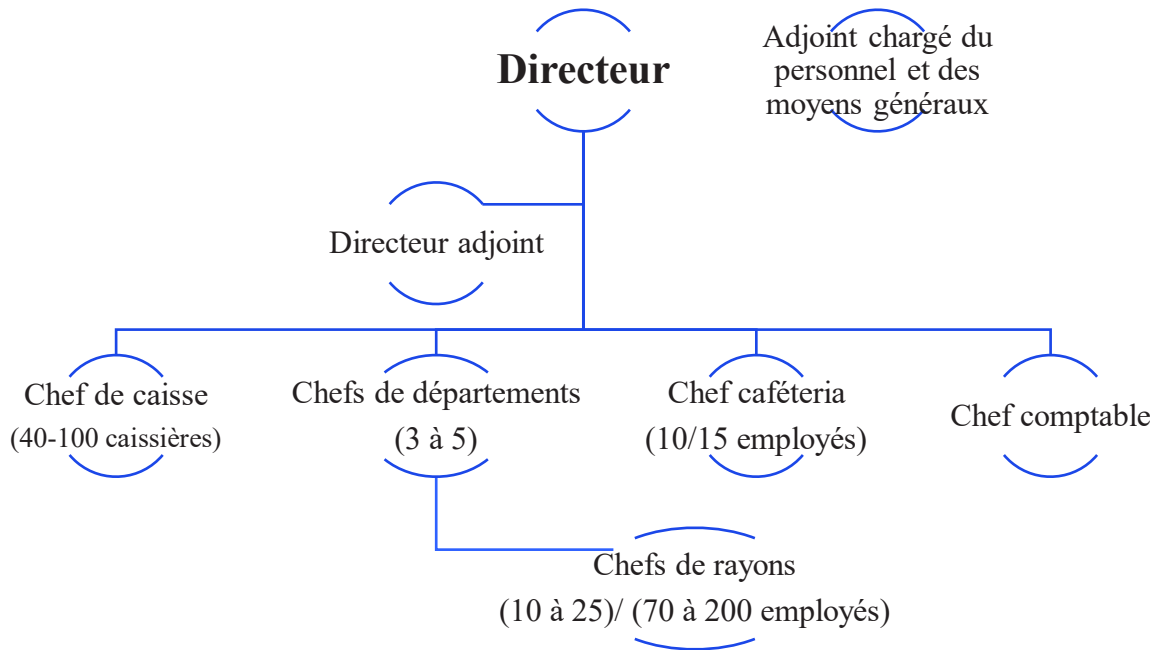 Directeur
Adjoint chargé du
personnel et des
moyens généraux
Directeur adjoint
Chef de caisse
(40-100 caissières)
Chefs de départements
(3 à 5)
Chef caféteria
(10/15 employés)
Chef comptable
Chefs de rayons
(10 à 25)/ (70 à 200 employés)